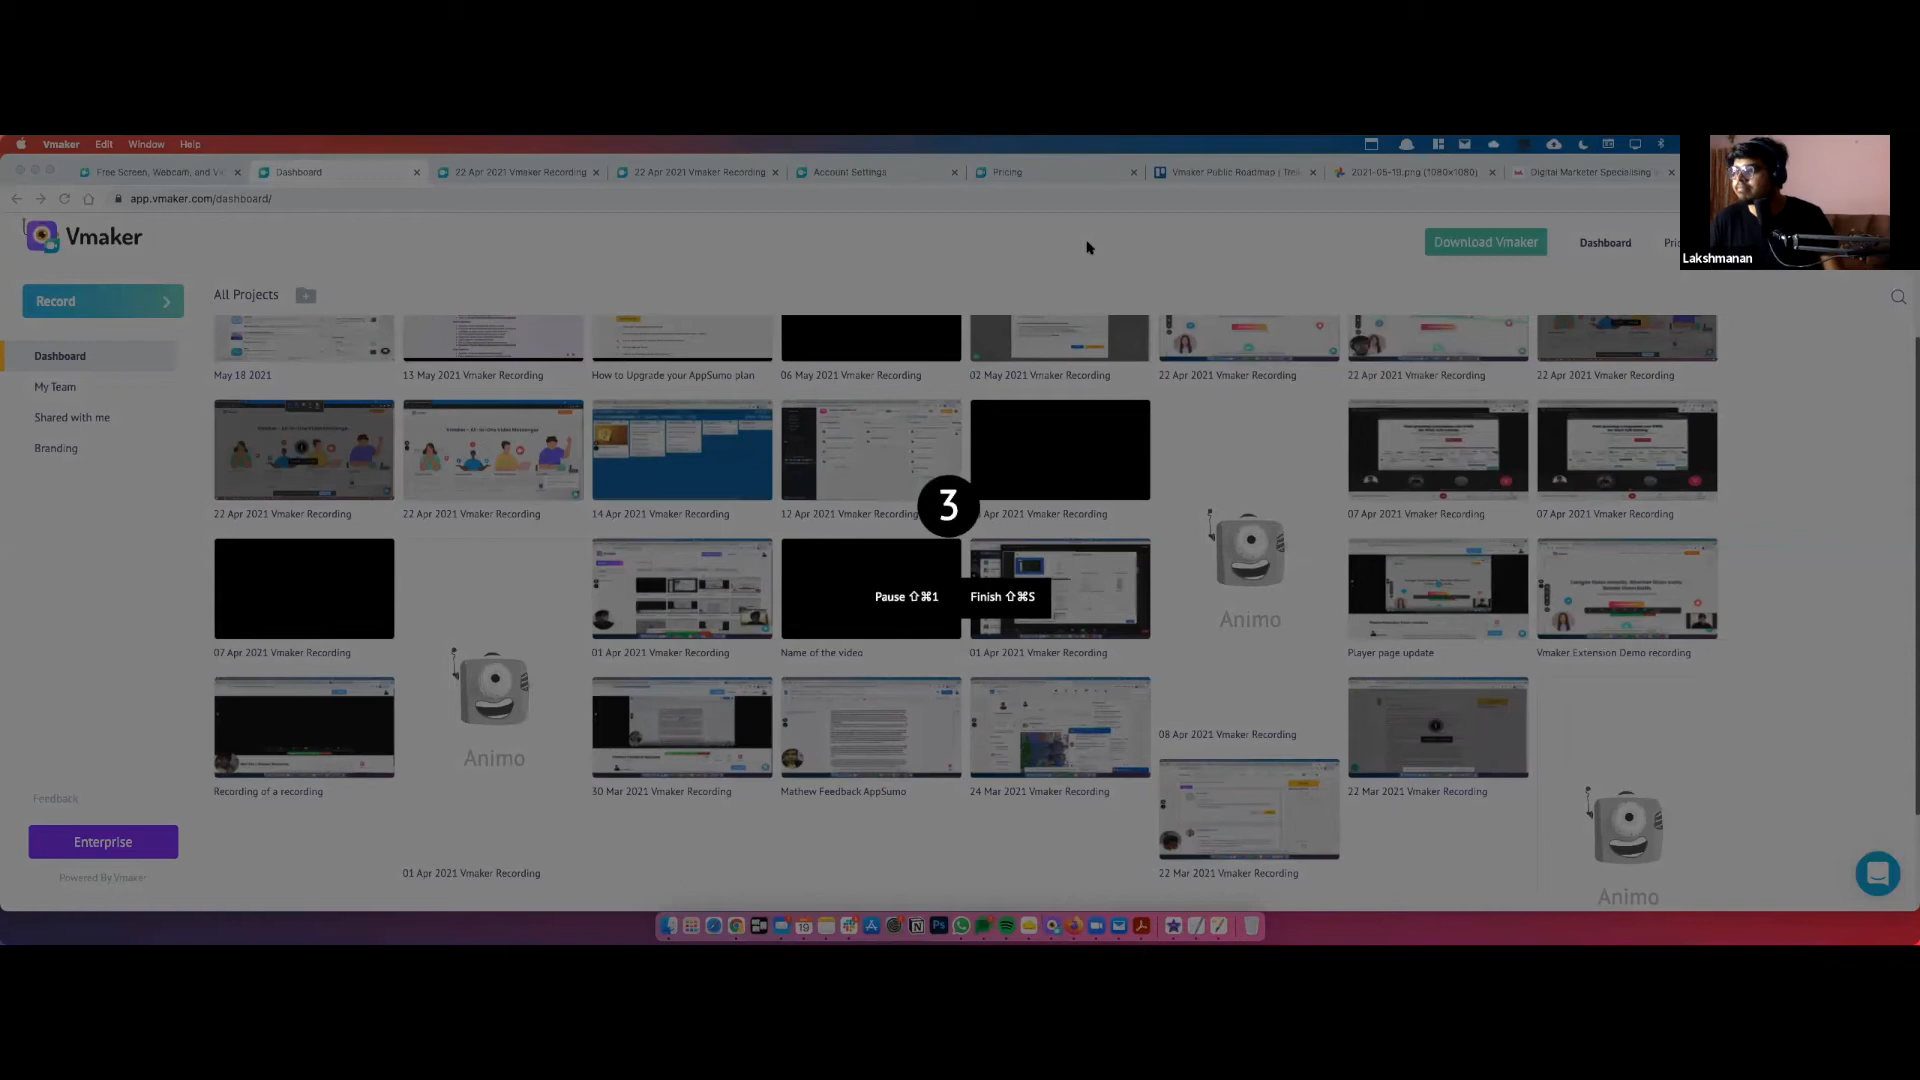 Vmaker Edit Window Help
Free Screen, Webcam, and Vi
Dashboard
22 Apr 2021 Vmaker Recording
22 Apr 2021 Vmaker Recording
Account Settings
Pricing
Vmaker Public Roadmap | Trell
2021-05-18.png (1080×1080)
Digital Marketer Specialising
app.vmaker.com/dashboard/
Vmaker
Download Vmaker
Dashboard
Lakshmanan
Record
All Projects
Dashboard
My Team
Shared with me
Branding
May 18 2021
13 May 2021 Vmaker Recording
How to Upgrade your AppSumo plan
06 May 2021 Vmaker Recording
02 May 2021 Vmaker Recording
22 Apr 2021 Vmaker Recording
22 Apr 2021 Vmaker Recording
22 Apr 2021 Vmaker Recording
22 Apr 2021 Vmaker Recording
22 Apr 2021 Vmaker Recording
14 Apr 2021 Vmaker Recording
12 Apr 2021 Vmaker Recording
Apr 2021 Vmaker Recording
07 Apr 2021 Vmaker Recording
07 Apr 2021 Vmaker Recording
3
Pause ⇧⌘1
Finish ⇧⌘S
Animo
07 Apr 2021 Vmaker Recording
01 Apr 2021 Vmaker Recording
Name of the video
01 Apr 2021 Vmaker Recording
Player page update
Vmaker Extension Demo recording
Animo
08 Apr 2021 Vmaker Recording
Recording of a recording
30 Mar 2021 Vmaker Recording
Mathew Feedback AppSumo
24 Mar 2021 Vmaker Recording
22 Mar 2021 Vmaker Recording
Feedback
Enterprise
Powered By Vmaker
01 Apr 2021 Vmaker Recording
22 Mar 2021 Vmaker Recording
Animo
19
Ps